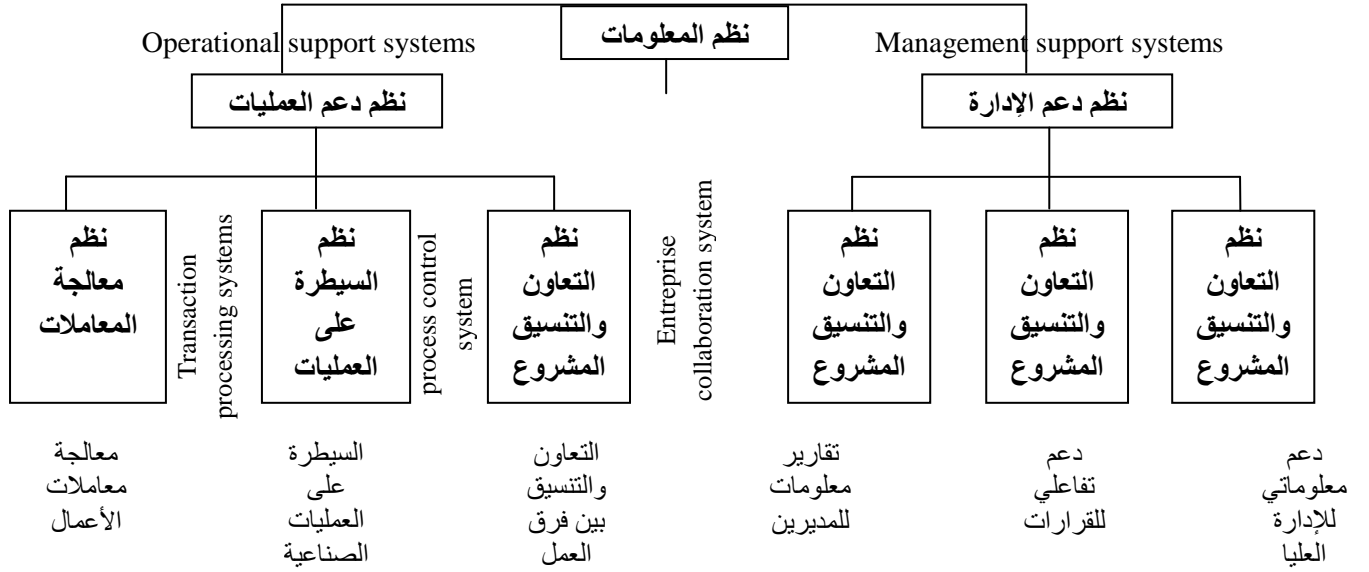 نظم المعلومات
Operational support systems
Management support systems
نظم دعم العمليات
نظم دعم الإدارة
نظم
معالجة
المعاملات
Transaction
processing systems
نظم
السيطرة
على
العمليات
process control
system
نظم
التعاون
والتنسيق
المشروع
Entreprise
collaboration system
نظم
التعاون
والتنسيق
المشروع
نظم
التعاون
والتنسيق
المشروع
نظم
التعاون
والتنسيق
المشروع
معالجة
معاملات
الأعمال
السيطرة
على
العمليات
الصناعية
التعاون
والتنسيق
بين فرق
العمل
تقارير
معلومات
للمديرين
دعم
تفاعلي
للقرارات
دعم
معلوماتي
للإدارة
العليا